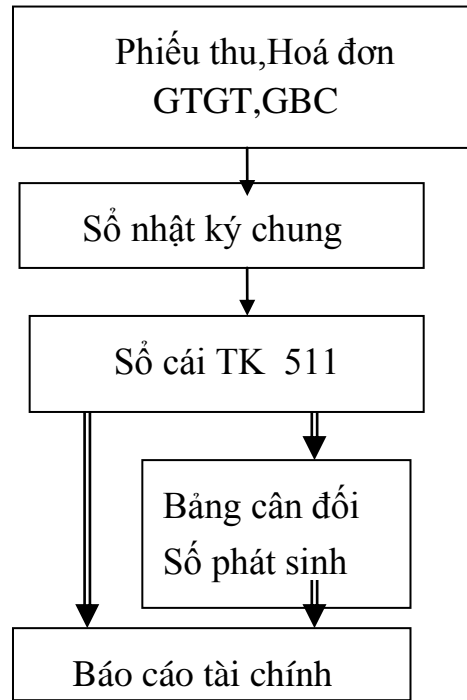 Phiếu thu,Hoá đơn
GTGT,GBC
Sổ nhật ký chung
Sổ cái TK 511
Bảng cân đối
Số phát sinh
Báo cáo tài chính